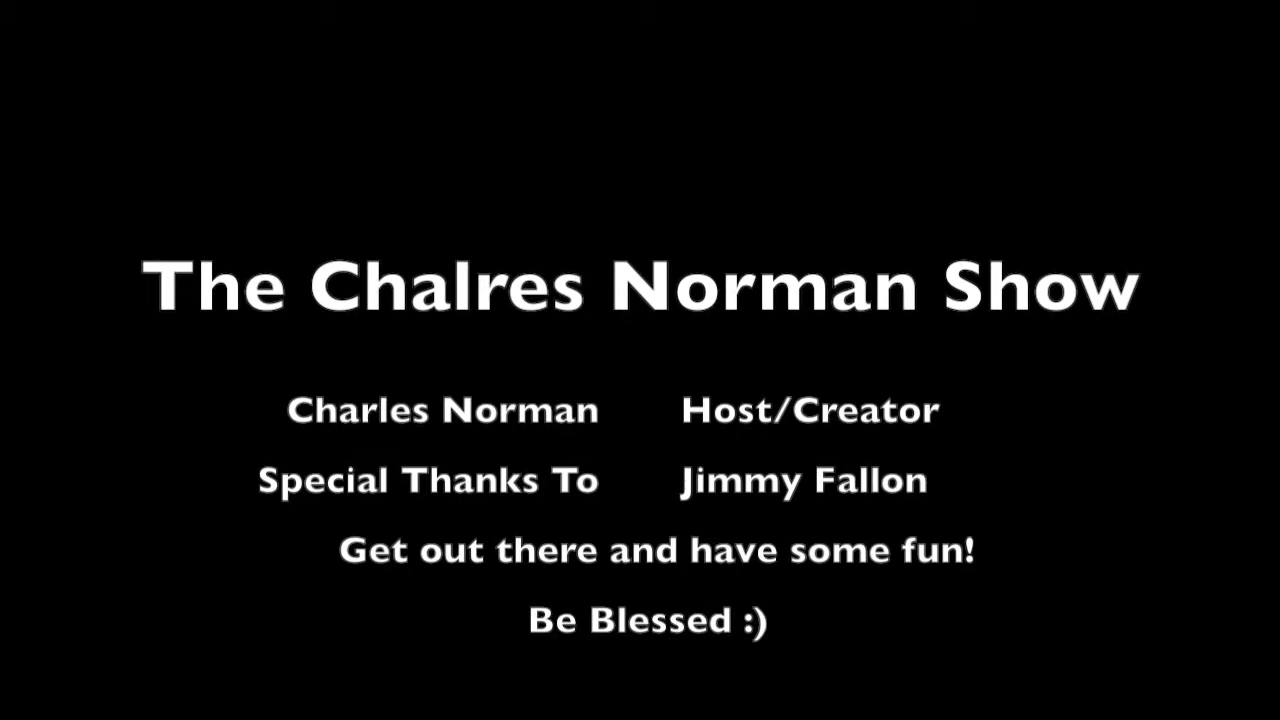 The Chalres Norman Show
Charles Norman Host/Creator
Special Thanks To Jimmy Fallon
Get out there and have some fun!
Be Blessed :)